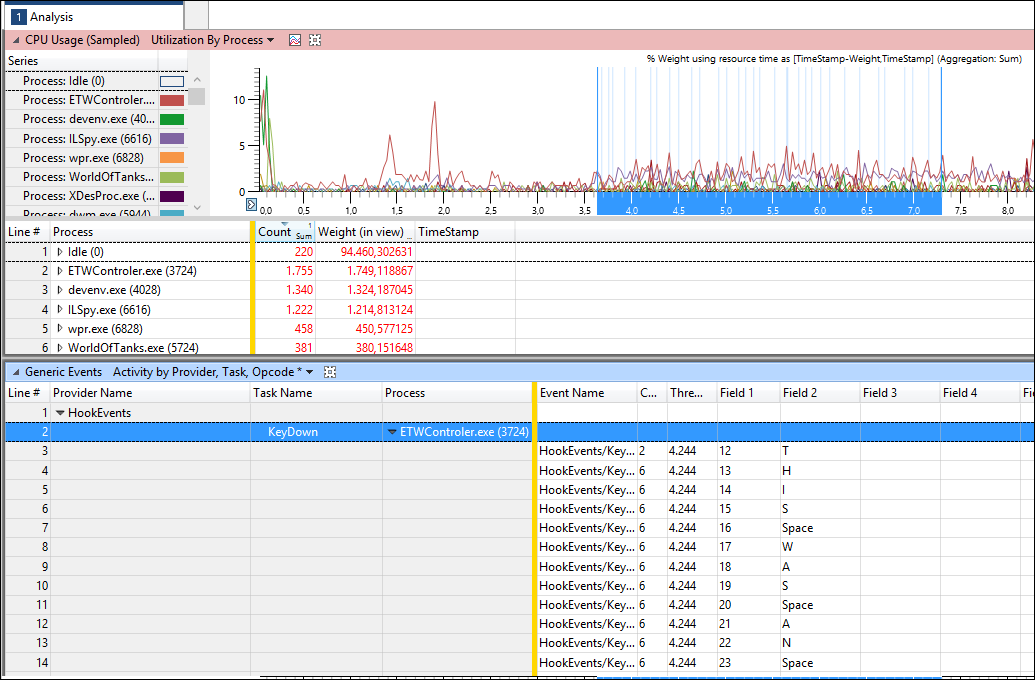 1 Analysis
CPU Usage (Sampled) Utilization By Process
Series
% Weight using resource time as [TimeStamp-Weight,TimeStamp] (Aggregation: Sum)
Process: Idle (0)
Process: ETWControler....
Process: devenv.exe (40...
Process: ILSpy.exe (6616)
Process: wpr.exe (6828)
Process: WorldOfTanks...
Process: XDesProc.exe (...
Process: dwm.exe (5944)
10
5
0
0.0 0.5 1.0 1.5 2.0 2.5 3.0 3.5 4.0 4.5 5.0 5.5 6.0 6.5 7.0 7.5 8.0
Line # Process Count 1 Sum Weight (in view) ... TimeStamp
1 Idle (0) 220 94.460,302631
2 ETWControler.exe (3724) 1.755 1.749,118867
3 devenv.exe (4028) 1.340 1.324,187045
4 ILSpy.exe (6616) 1.222 1.214,813124
5 wpr.exe (6828) 458 450,577125
6 WorldOfTanks.exe (5724) 381 380,151648
Generic Events Activity by Provider, Task, Opcode *
Line # Provider Name Task Name Process Event Name C... Thre... Field 1 Field 2 Field 3 Field 4 Fi
1 HookEvents
2 KeyDown ETWControler.exe (3724)
3 HookEvents/Key... 2 4.244 12 T
4 HookEvents/Key... 6 4.244 13 H
5 HookEvents/Key... 6 4.244 14 I
6 HookEvents/Key... 6 4.244 15 S
7 HookEvents/Key... 6 4.244 16 Space
8 HookEvents/Key... 6 4.244 17 W
9 HookEvents/Key... 6 4.244 18 A
10 HookEvents/Key... 6 4.244 19 S
11 HookEvents/Key... 6 4.244 20 Space
12 HookEvents/Key... 6 4.244 21 A
13 HookEvents/Key... 6 4.244 22 N
14 HookEvents/Key... 6 4.244 23 Space